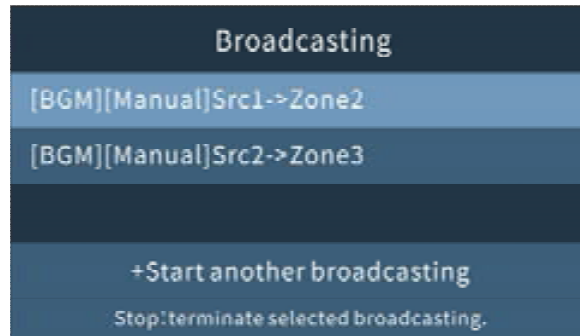 Broadcasting
[BGM][Manual]Src1->Zone2
[BGM][Manual]Src2->Zone3
+Start another broadcasting
Stop:terminate selected broadcasting.